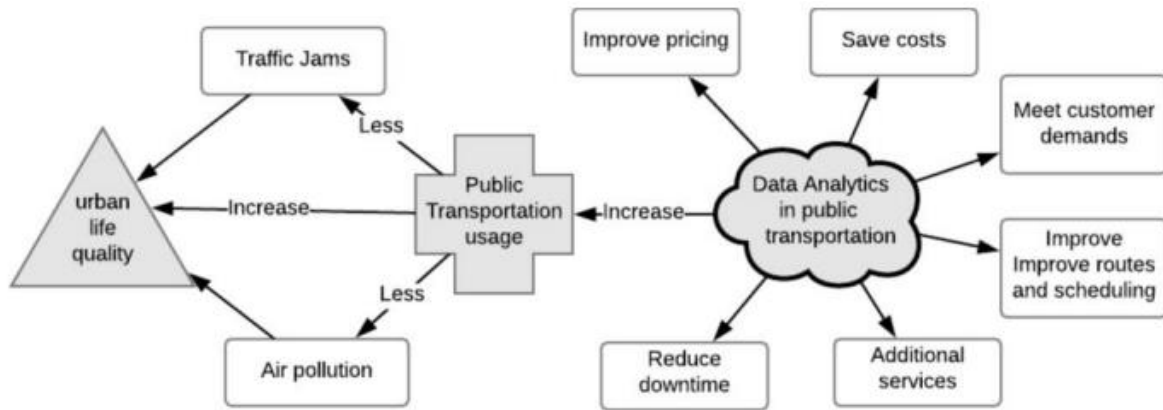 Improve pricing
Save costs
Traffic Jams
Meet customer
demands
Less
Data Analytics
in public
transportation
Public
Transportation
usage
urban
life
quality
Increase
Increase
Improve
Improve routes
and scheduling
Less
Air pollution
Reduce
downtime
Additional
services